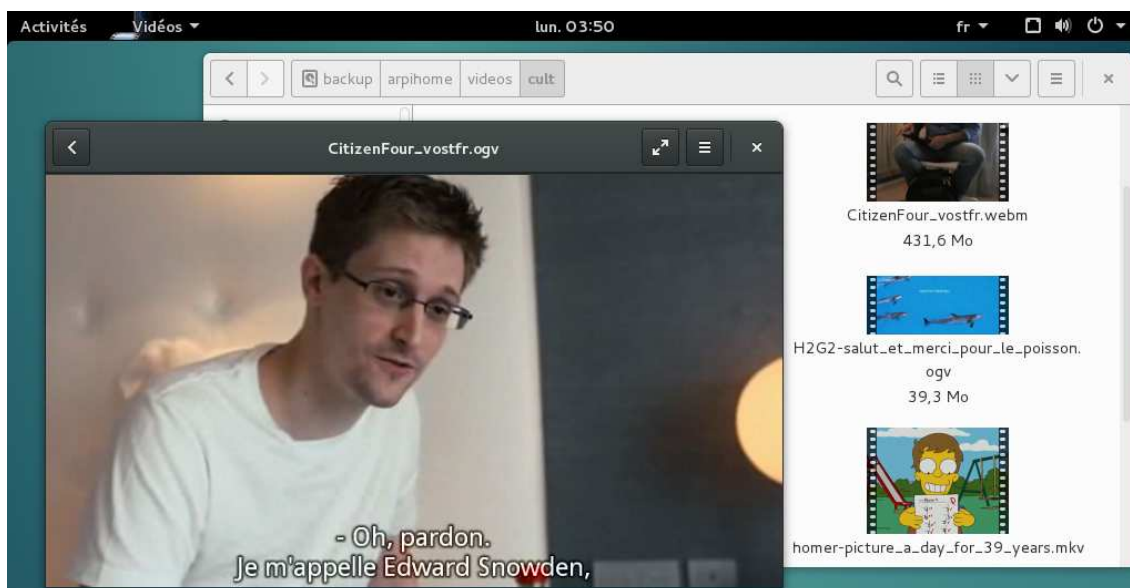 Activités
Vidéos
lun. 03:50
fr
backup
arpihome
videos
cult
CitizenFour_vostfr.ogv
- Oh, pardon.
Je m'appelle Edward Snowden,
CitizenFour_vostfr.webm
431,6 Mo
H2G2-salut_et_merci_pour_le_poisson.
ogv
39,3 Mo
homer-picture_a_day_for_39_years.mkv